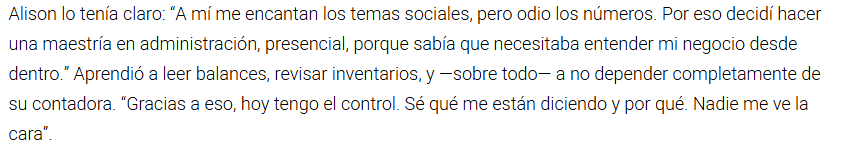 Alison lo tenía claro: “A mí me encantan los temas sociales, pero odio los números. Por eso decidí hacer
una maestría en administración, presencial, porque sabía que necesitaba entender mi negocio desde
dentro.” Aprendió a leer balances, revisar inventarios, y —sobre todo— a no depender completamente de
su contadora. “Gracias a eso, hoy tengo el control. Sé qué me están diciendo y por qué. Nadie me ve la
cara”.